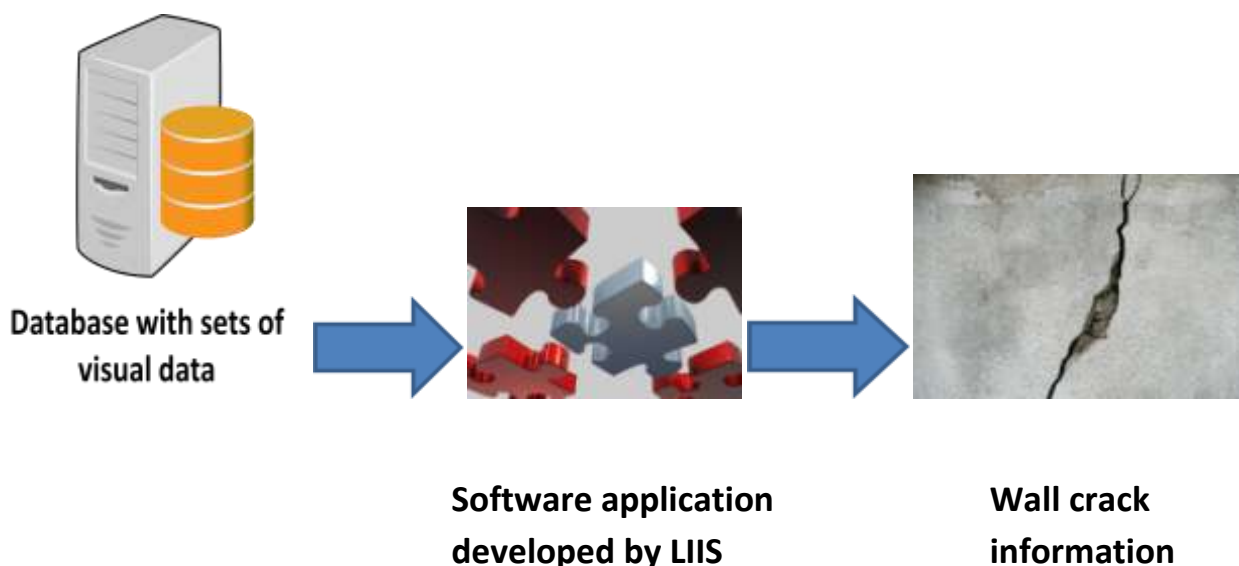 Database with sets of
visual data
Software application
developed by LIIS
Wall crack
information